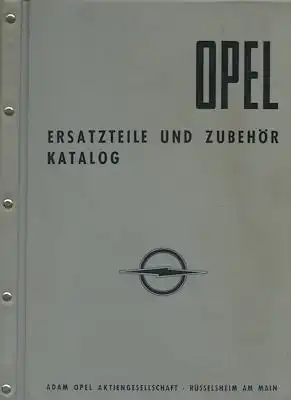 OPEL
ERSATZTEILE UND ZUBEHÖR
KATALOG
ADAM OPEL AKTIENGESELLSCHAFT · RÜSSELSHEIM AM MAIN